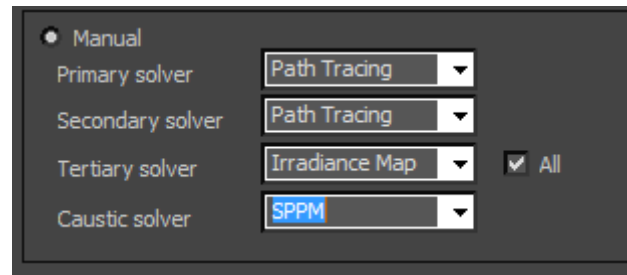 Manual
Primary solver Path Tracing
Secondary solver Path Tracing
Tertiary solver Irradiance Map All
Caustic solver SPPM